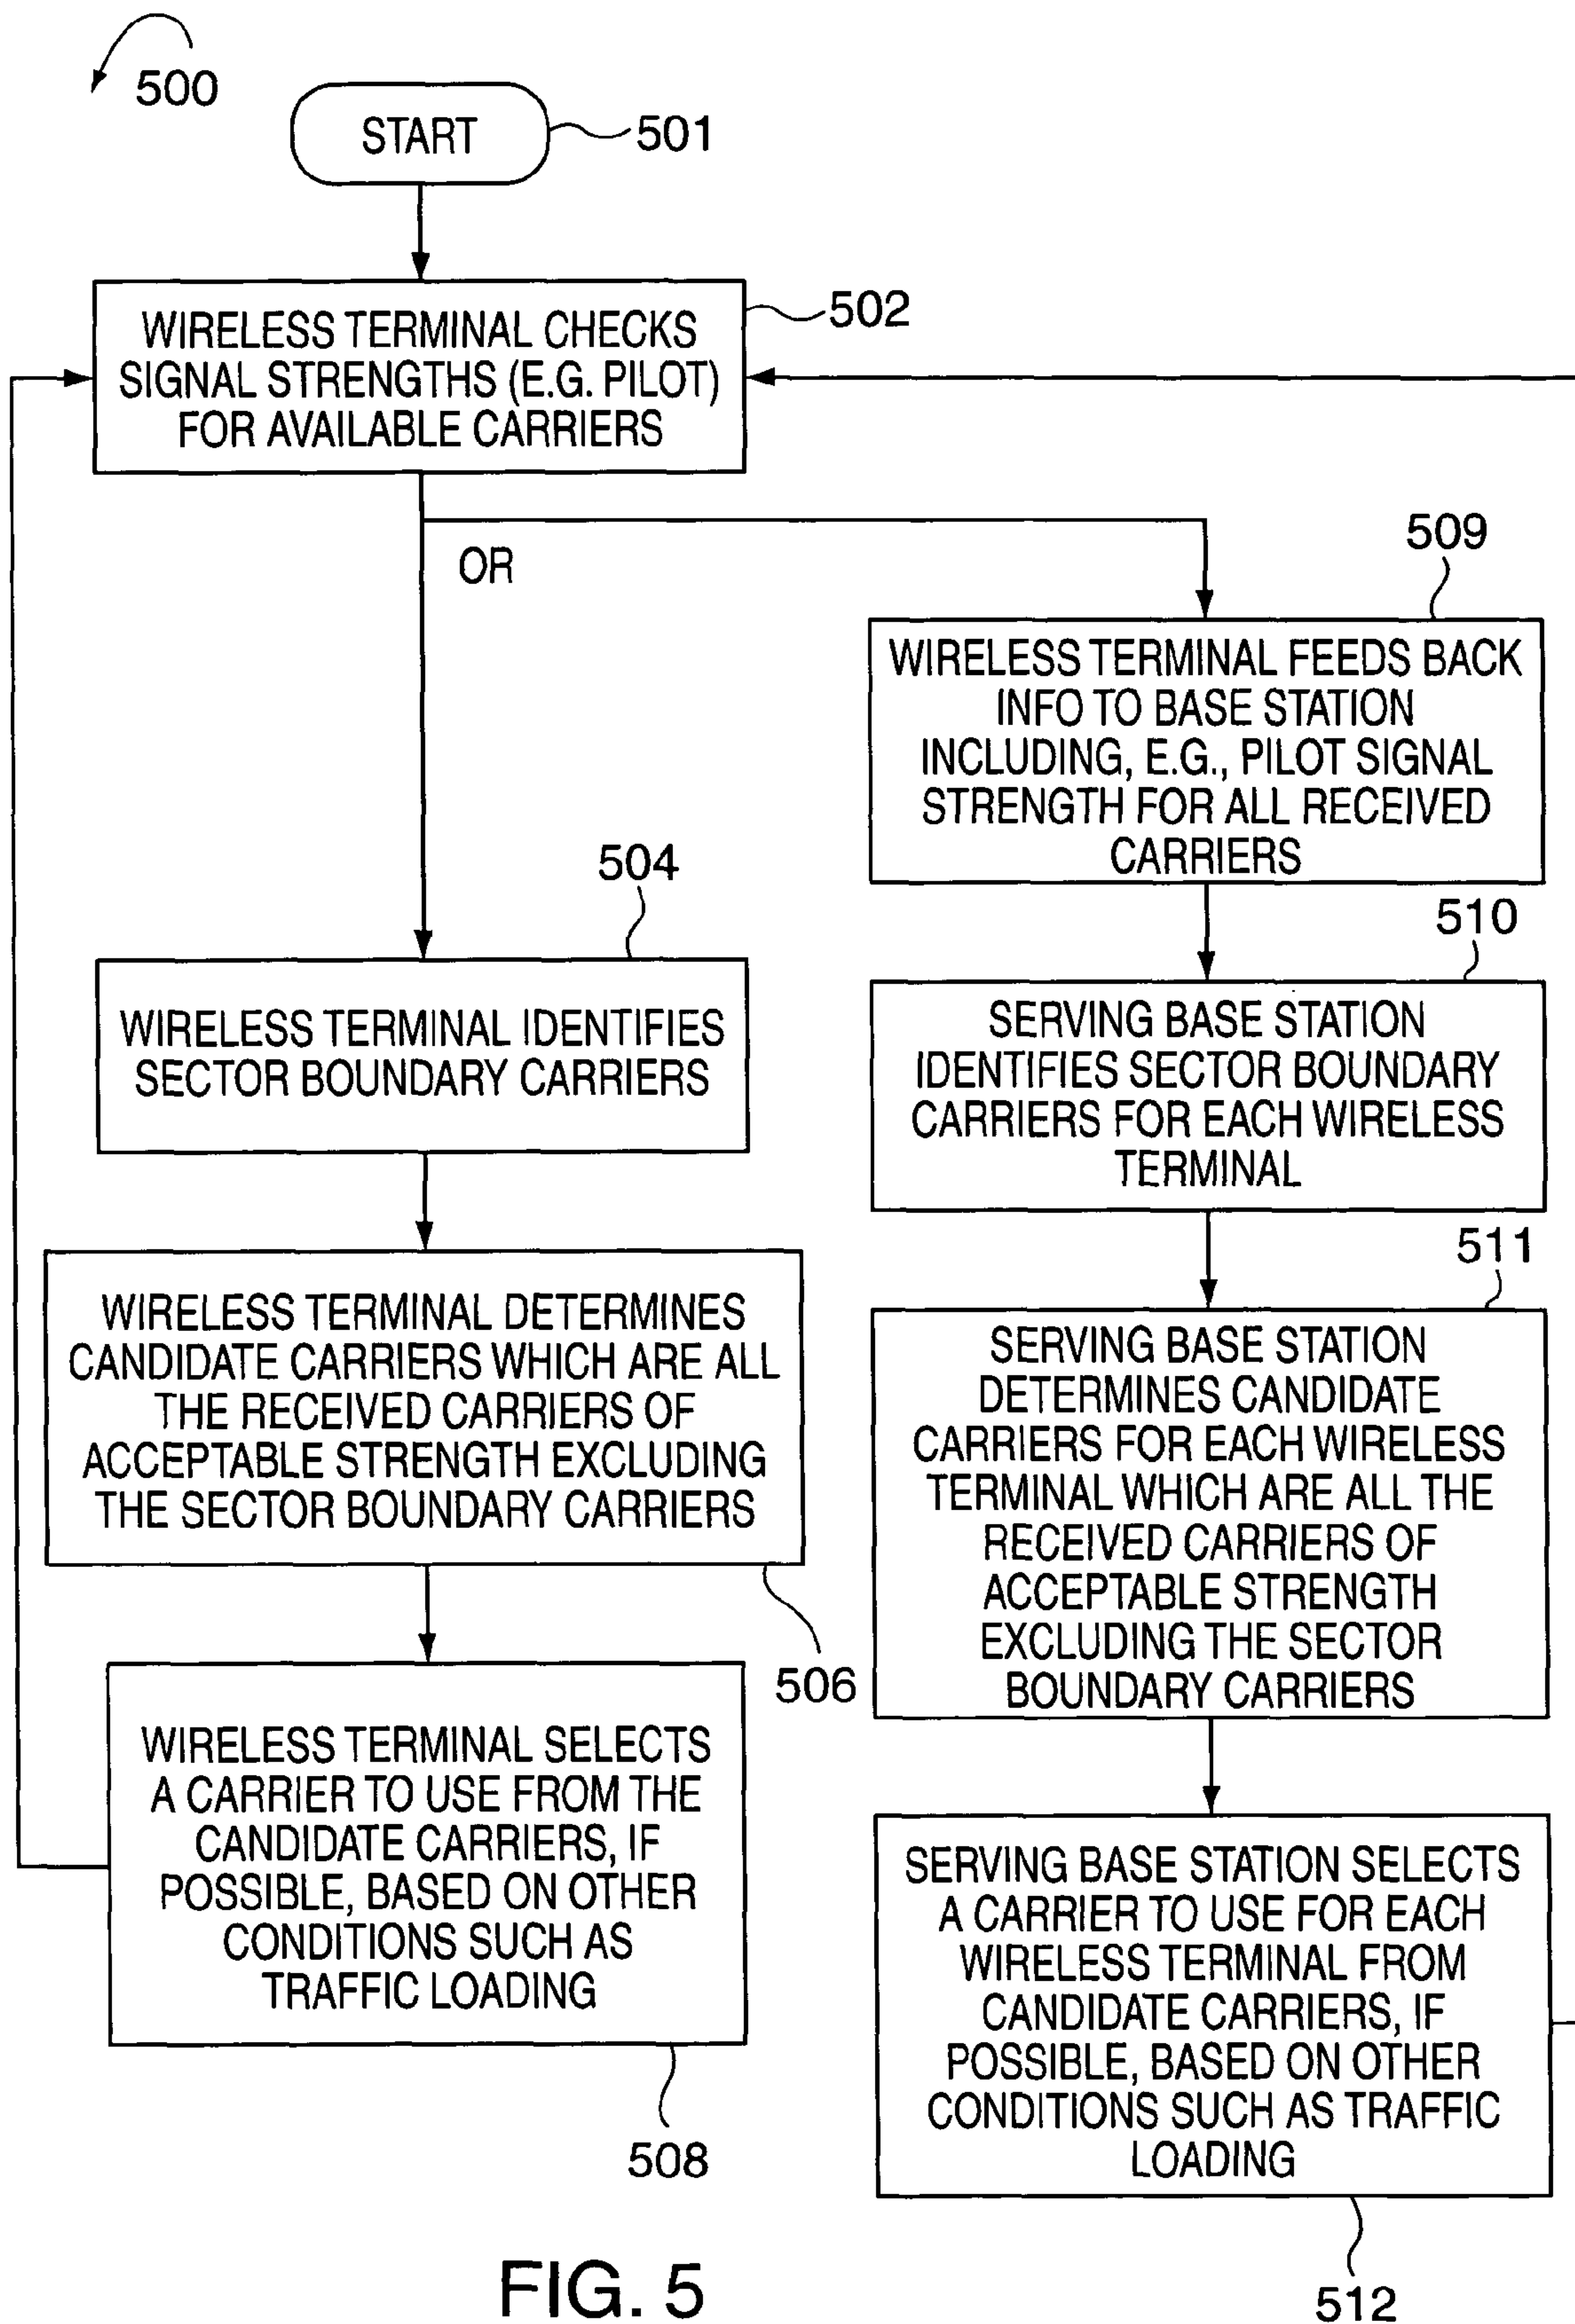 500
START
501
WIRELESS TERMINAL CHECKS
SIGNAL STRENGTHS (E.G. PILOT)
FOR AVAILABLE CARRIERS
502
OR
504
WIRELESS TERMINAL IDENTIFIES
SECTOR BOUNDARY CARRIERS
WIRELESS TERMINAL DETERMINES
CANDIDATE CARRIERS WHICH ARE ALL
THE RECEIVED CARRIERS OF
ACCEPTABLE STRENGTH EXCLUDING
THE SECTOR BOUNDARY CARRIERS
506
WIRELESS TERMINAL SELECTS
A CARRIER TO USE FROM THE
CANDIDATE CARRIERS, IF
POSSIBLE, BASED ON OTHER
CONDITIONS SUCH AS
TRAFFIC LOADING
508
509
WIRELESS TERMINAL FEEDS BACK
INFO TO BASE STATION
INCLUDING, E.G., PILOT SIGNAL
STRENGTH FOR ALL RECEIVED
CARRIERS
510
SERVING BASE STATION
IDENTIFIES SECTOR BOUNDARY
CARRIERS FOR EACH WIRELESS
TERMINAL
511
SERVING BASE STATION
DETERMINES CANDIDATE
CARRIERS FOR EACH WIRELESS
TERMINAL WHICH ARE ALL THE
RECEIVED CARRIERS OF
ACCEPTABLE STRENGTH
EXCLUDING THE SECTOR
BOUNDARY CARRIERS
SERVING BASE STATION SELECTS
A CARRIER TO USE FOR EACH
WIRELESS TERMINAL FROM
CANDIDATE CARRIERS, IF
POSSIBLE, BASED ON OTHER
CONDITIONS SUCH AS TRAFFIC
LOADING
512
FIG. 5